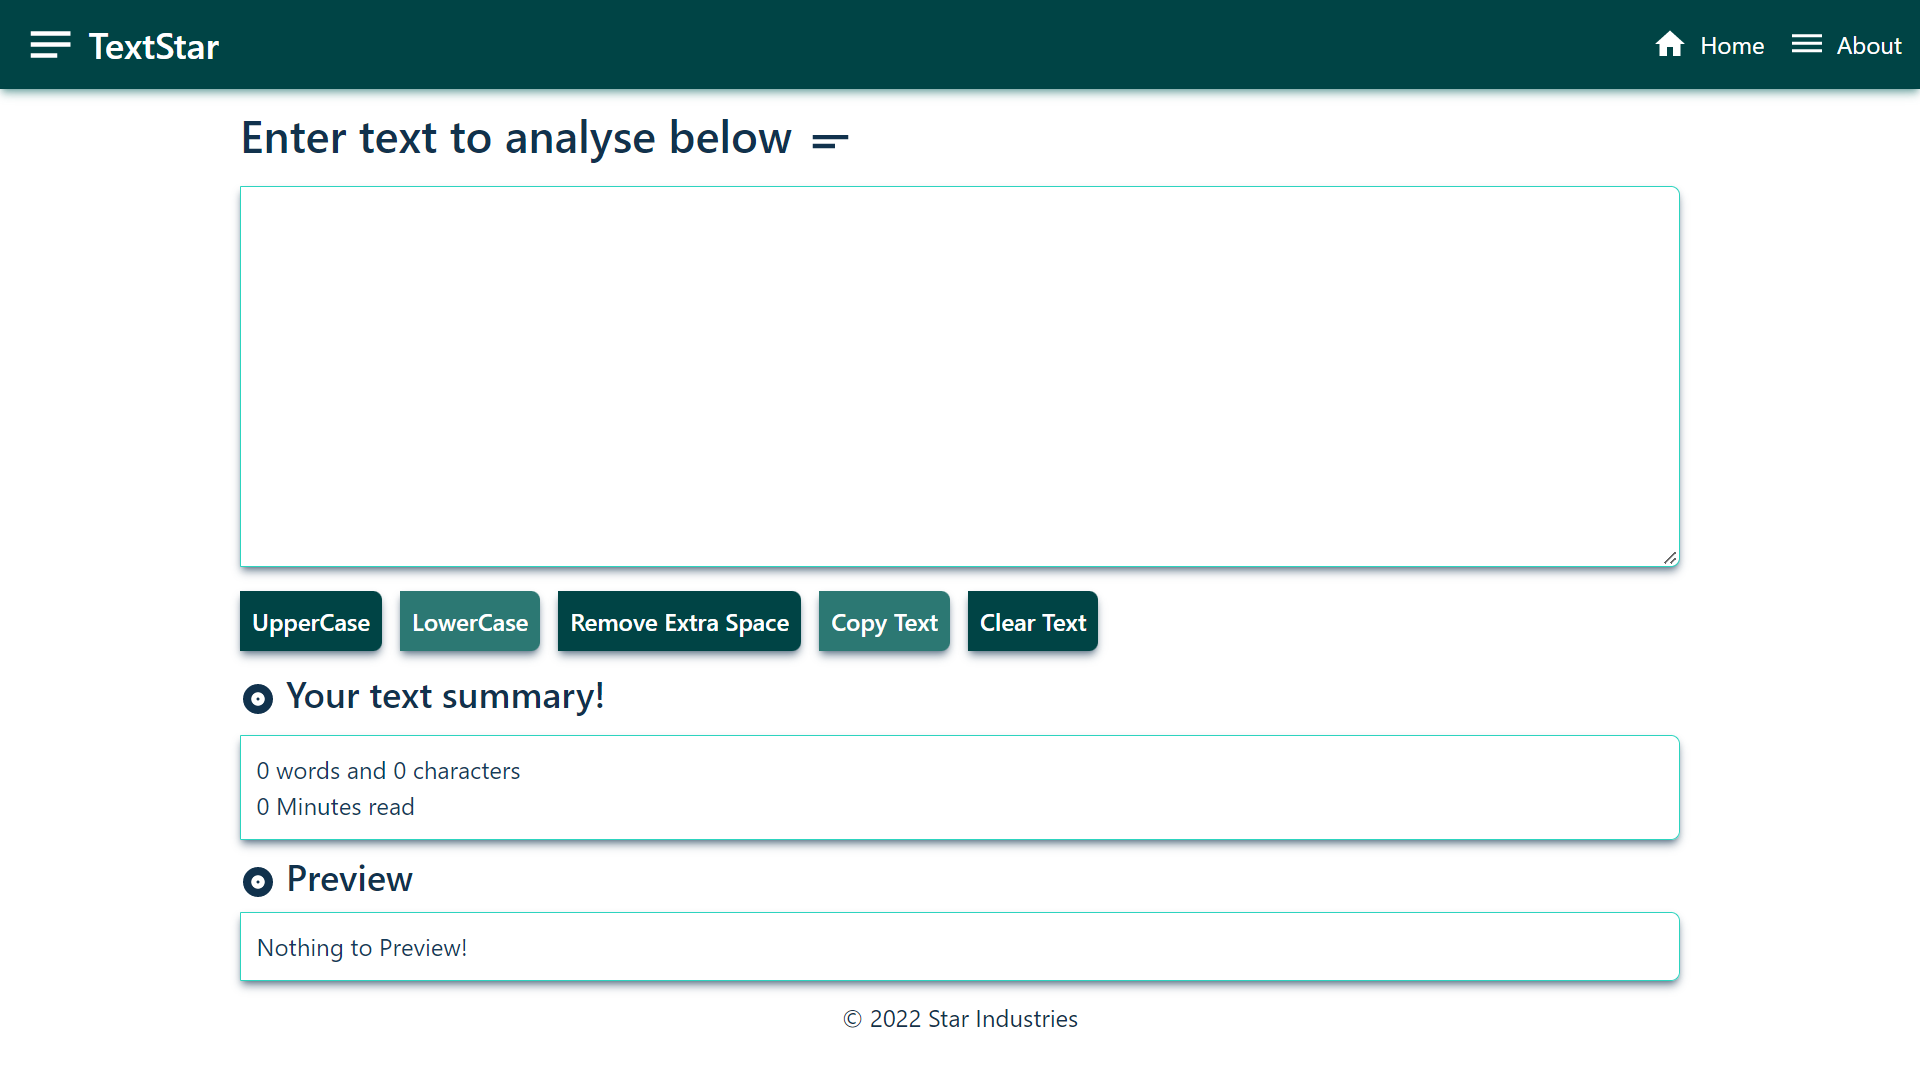 TextStar
Home
About
Enter text to analyse below
UpperCase
LowerCase
Remove Extra Space
Copy Text
Clear Text
Your text summary!
0 words and 0 characters
0 Minutes read
Preview
Nothing to Preview!
© 2022 Star Industries